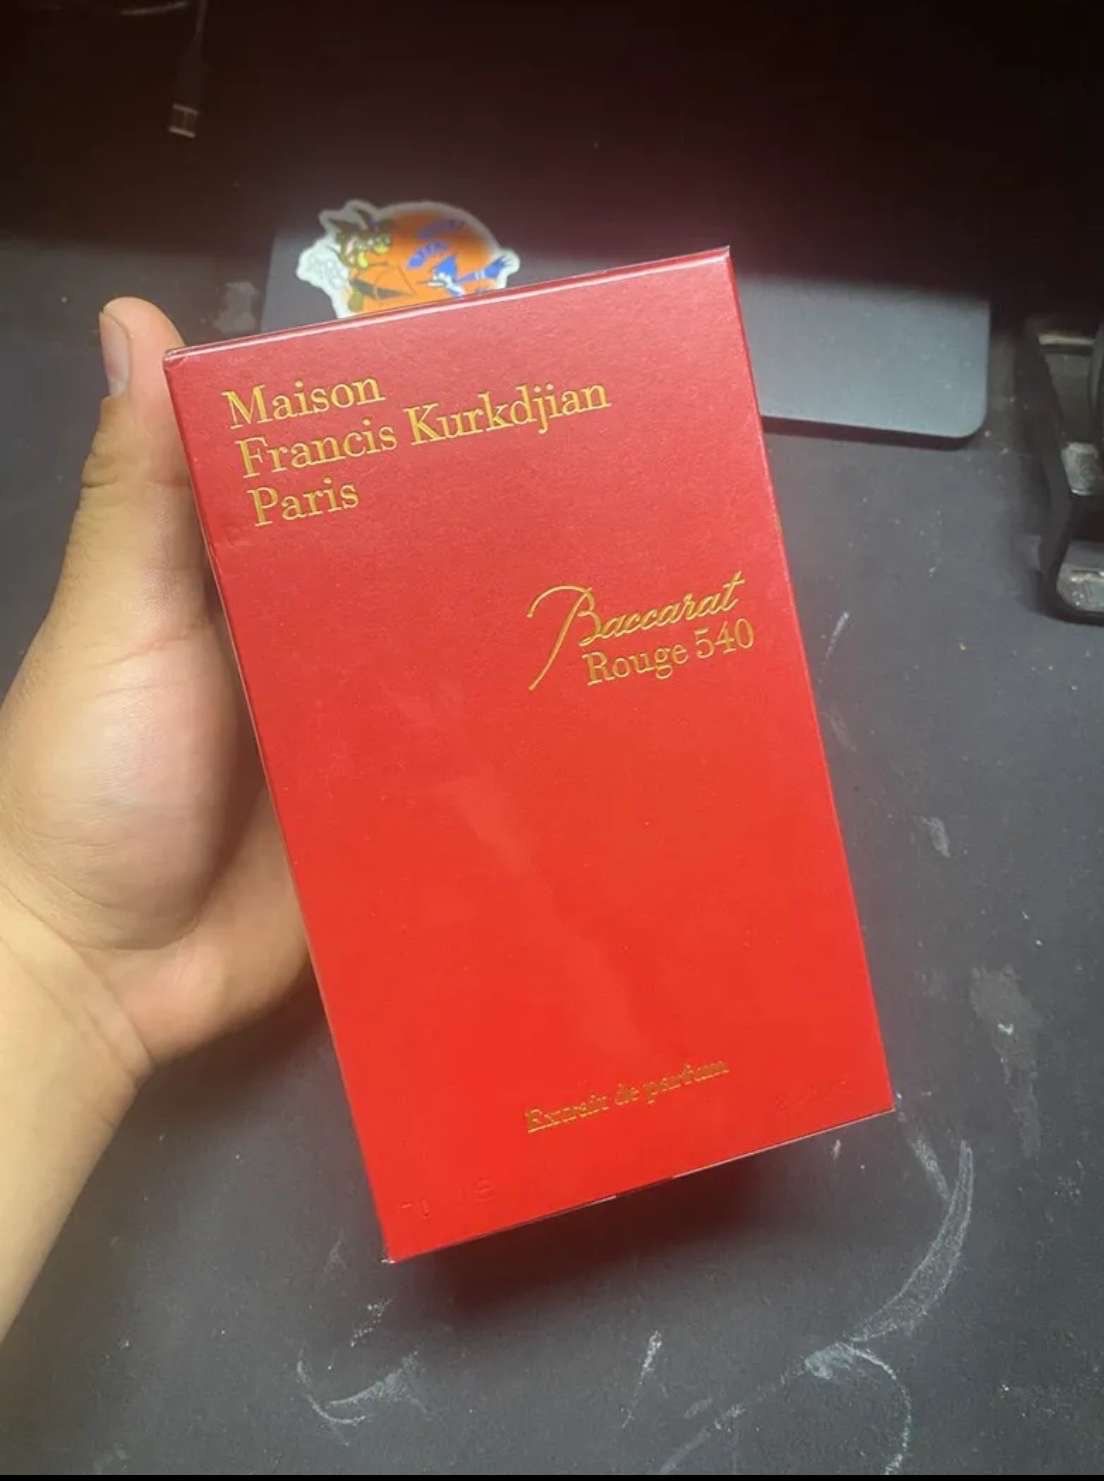 Maison
Francis Kurkdjian
Paris
Baccarat
Rouge 540
Extrait de parfum